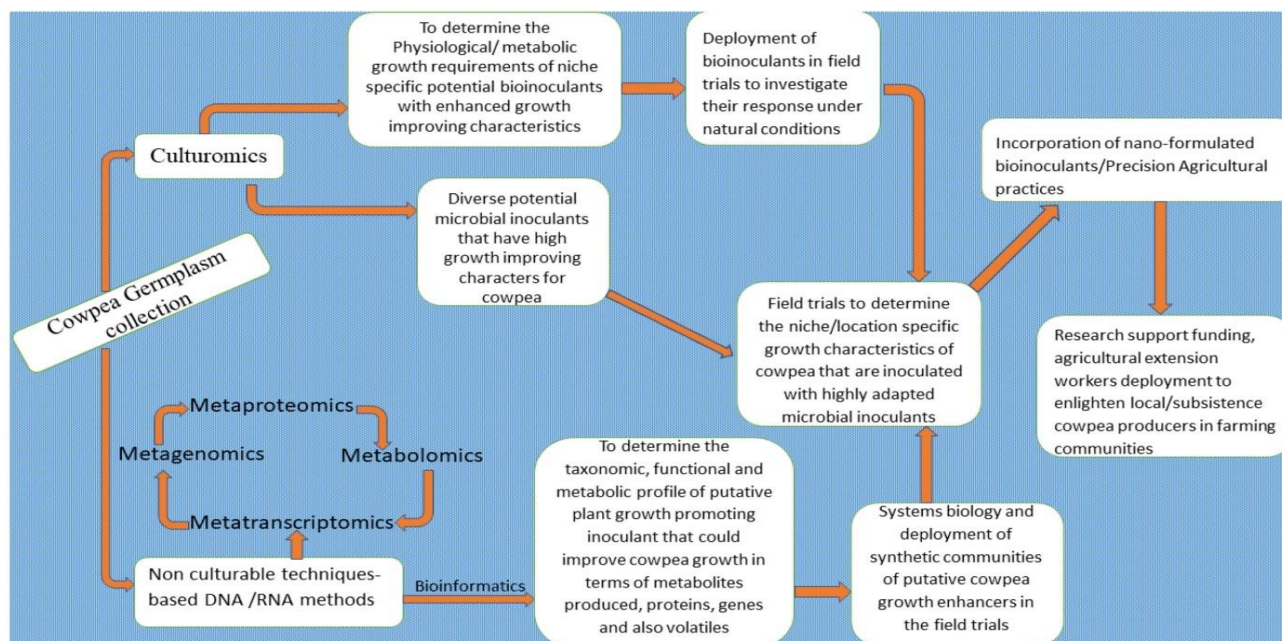 To determine the
Physiological/ metabolic
growth requirements of niche
specific potential bioinoculants
with enhanced growth
improving characteristics
Deployment of
bioinoculants in field
trials to investigate
their response under
natural conditions
Incorporation of nano-formulated
bioinoculants/Precision Agricultural
practices
Culturomics
Diverse potential
microbial inoculants
that have high
growth improving
characters for
cowpea
Cowpea Germplasm
collection
Field trials to determine
the niche/location specific
growth characteristics of
cowpea that are inoculated
with highly adapted
microbial inoculants
Research support funding,
agricultural extension
workers deployment to
enlighten local/subsistence
cowpea producers in farming
communities
Metaproteomics
Metagenomics
Metabolomics
Metatranscriptomics
Non culturable techniques-
based DNA /RNA methods
Bioinformatics
To determine the
taxonomic, functional and
metabolic profile of putative
plant growth promoting
inoculant that could
improve cowpea growth in
terms of metabolites
produced, proteins, genes
and also volatiles
Systems biology and
deployment of
synthetic communities
of putative cowpea
growth enhancers in
the field trials